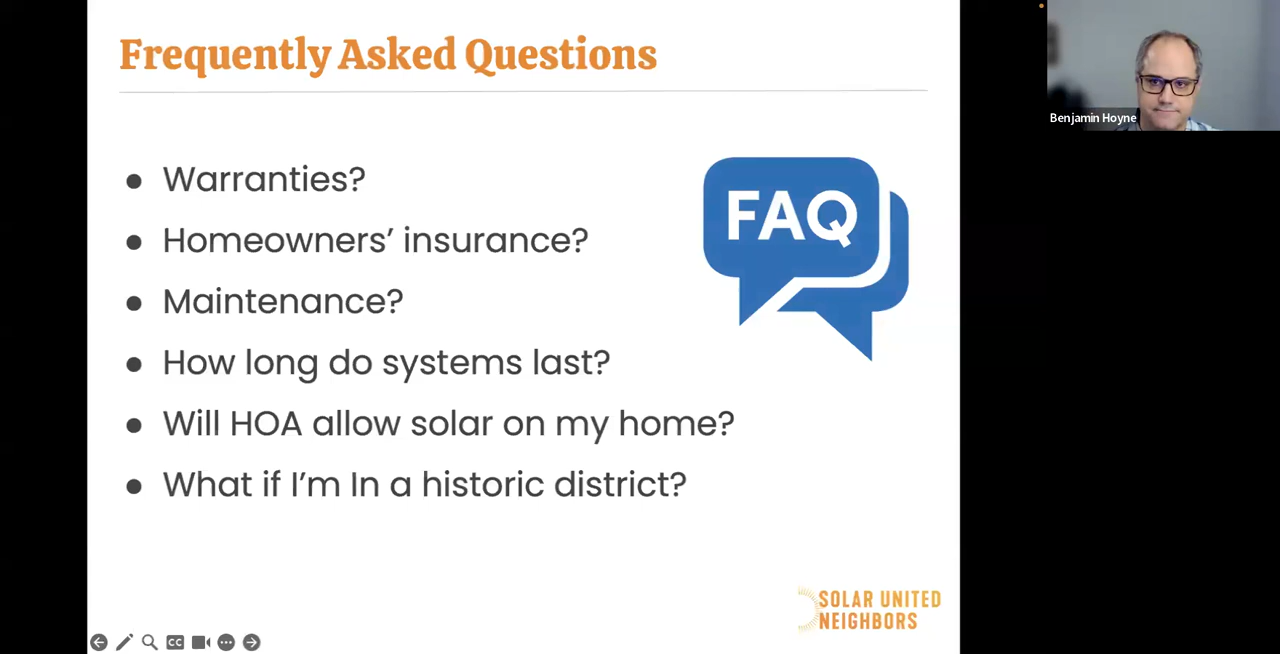 Frequently Asked Questions
Warranties?
Homeowners’ insurance?
Maintenance?
How long do systems last?
Will HOA allow solar on my home?
What if I’m In a historic district?
FAQ
SOLAR UNITED
NEIGHBORS
CC
Benjamin Hoyne